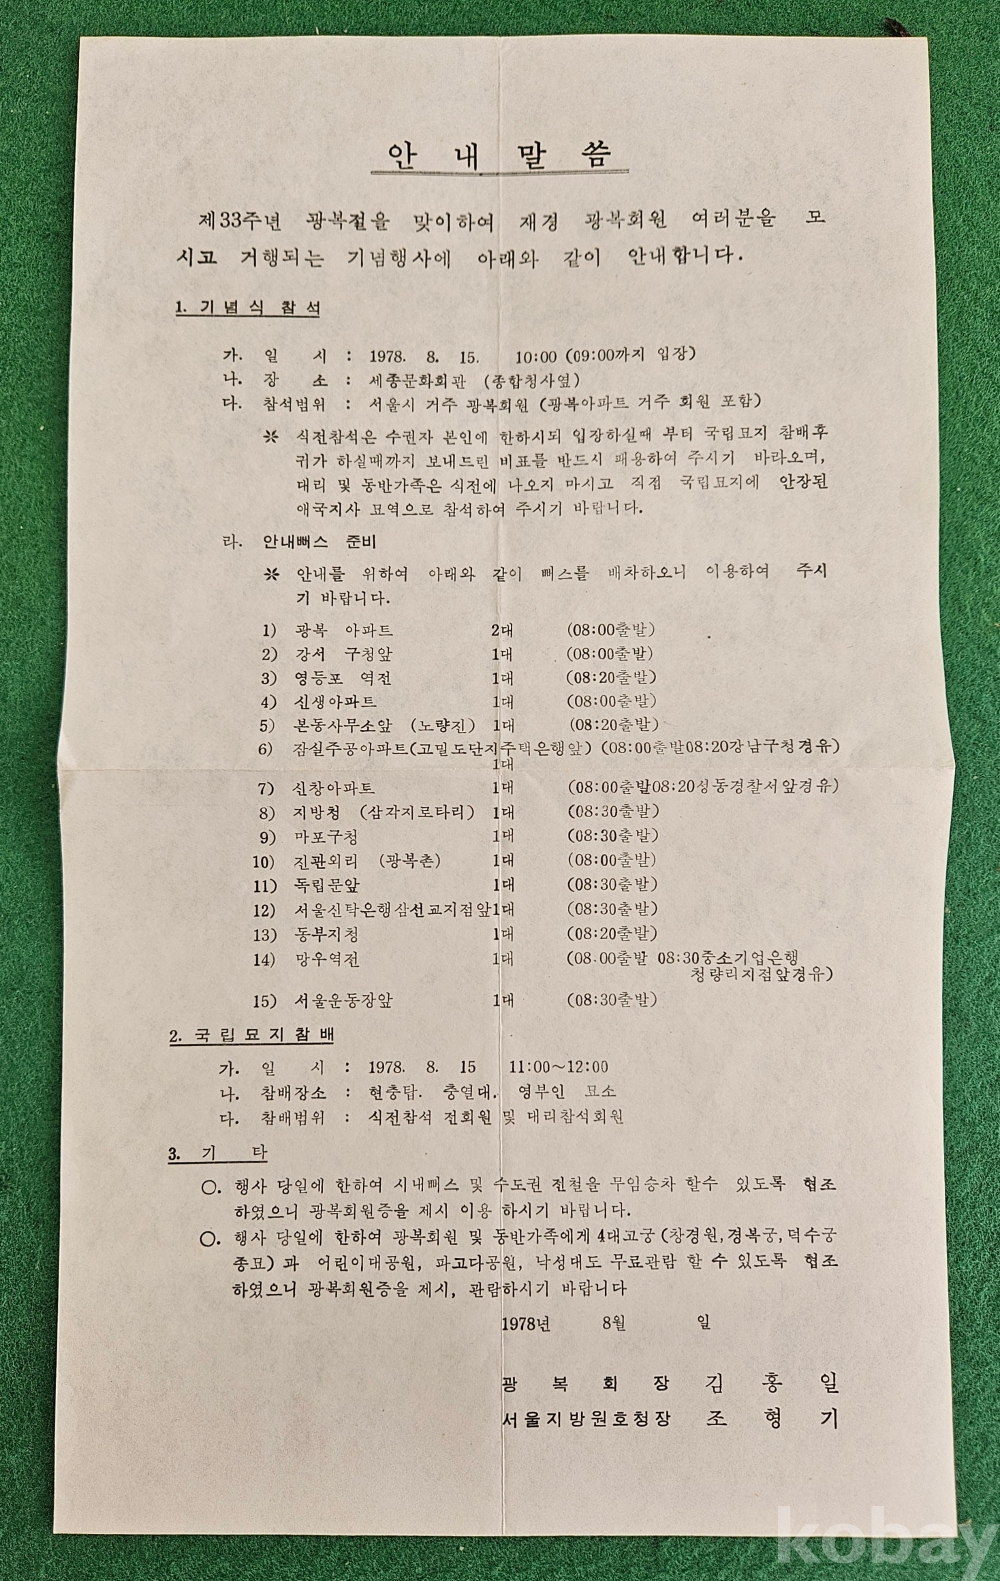 안 내 말 씀
제33주년 광복절을 맞이하여 재경 광복회원 여러분을 모
시고 거행되는 기념행사에 아래와 같이 안내합니다.
1. 기 념 식 참 석
가. 일 시 : 1978. 8. 15. 10:00 (09:00까지 입장)
나. 장 소 : 세종문화회관 (종합청사옆)
다. 참석범위 : 서울시 거주 광복회원 (광복아파트 거주 회원 포함)
※ 식전참석은 수권자 본인에 한하시되 입장하실때 부터 국립묘지 참배후
귀가 하실때까지 보내드린 비표를 반드시 패용하여 주시기 바라오며,
대리 및 동반가족은 식전에 나오지 마시고 직접 국립묘지에 안장된
애국지사 묘역으로 참석하여 주시기 바랍니다.
라. 안내뻐스 준비
※ 안내를 위하여 아래와 같이 뻐스를 배차하오니 이용하여 주시
기 바랍니다.
1) 광복 아파트 2대 (08:00출발)
2) 강서 구청앞 1대 (08:00출발)
3) 영등포 역전 1대 (08:20출발)
4) 신생아파트 1대 (08:00출발)
5) 본동사무소앞 (노량진) 1대 (08:20출발)
6) 잠실주공아파트(고밀도단지주택은행앞) (08:00출발08:20강남구청경유)
1대
7) 신창아파트 1대 (08:00출발08:20성동경찰서앞경유)
8) 지방청 (삼각지로타리) 1대 (08:30출발)
9) 마포구청 1대 (08:30출발)
10) 진관외리 (광복촌) 1대 (08:00출발)
11) 독립문앞 1대 (08:30출발)
12) 서울신탁은행삼선교지점앞1대 (08:30출발)
13) 동부지청 1대 (08:20출발)
14) 망우역전 1대 (08.00출발 08:30중소기업은행
청량리지점앞경유)
15) 서울운동장앞 1대 (08:30출발)
2. 국 립 묘 지 참 배
가. 일 시 : 1978. 8. 15 11:00~12:00
나. 참배장소 : 현충탑. 충열대. 영부인 묘소
다. 참배범위 : 식전참석 전회원 및 대리참석회원
3. 기 타
○. 행사 당일에 한하여 시내뻐스 및 수도권 전철을 무임승차 할수 있도록 협조
하였으니 광복회원증을 제시 이용 하시기 바랍니다.
○. 행사 당일에 한하여 광복회원 및 동반가족에게 4대고궁(창경원,경복궁,덕수궁
종묘)과 어린이대공원, 파고다공원, 낙성대도 무료관람 할 수 있도록 협조
하였으니 광복회원증을 제시, 관람하시기 바랍니다
1978년 8월 일
광 복 회 장 김 홍 일
서울지방원호청장 조 형 기
kobay